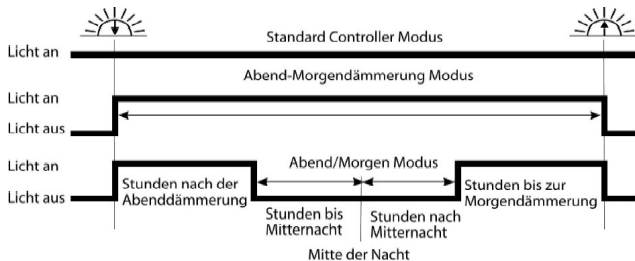 Standard Controller Modus
Licht an
Abend-Morgendämmerung Modus
Licht an
Licht aus
Licht an
Abend/Morgen Modus
Licht aus
Stunden nach der
Abenddämmerung
Stunden bis
Mitternacht
Stunden nach
Mitternacht
Stunden bis zur
Morgendämmerung
Mitte der Nacht